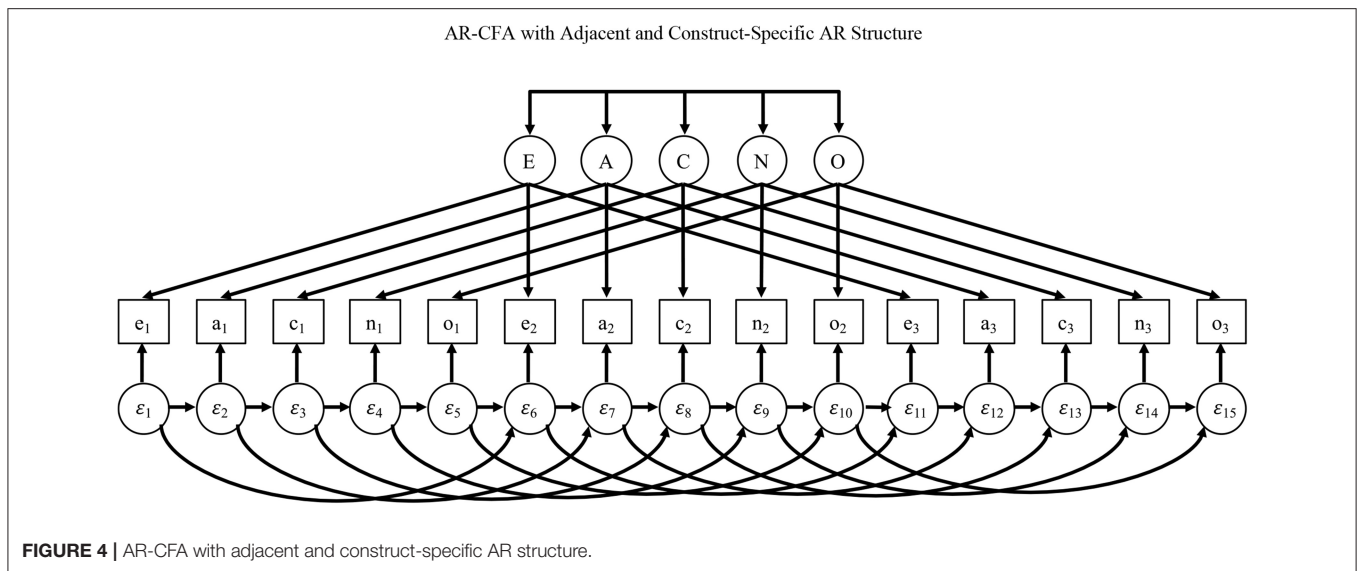 AR-CFA with Adjacent and Construct-Specific AR Structure
E A C N O
e₁ a₁ c₁ n₁ o₁ e₂ a₂ c₂ n₂ o₂ e₃ a₃ c₃ n₃ o₃
ε₁ ε₂ ε₃ ε₄ ε₅ ε₆ ε₇ ε₈ ε₉ ε₁₀ ε₁₁ ε₁₂ ε₁₃ ε₁₄ ε₁₅
FIGURE 4 | AR-CFA with adjacent and construct-specific AR structure.